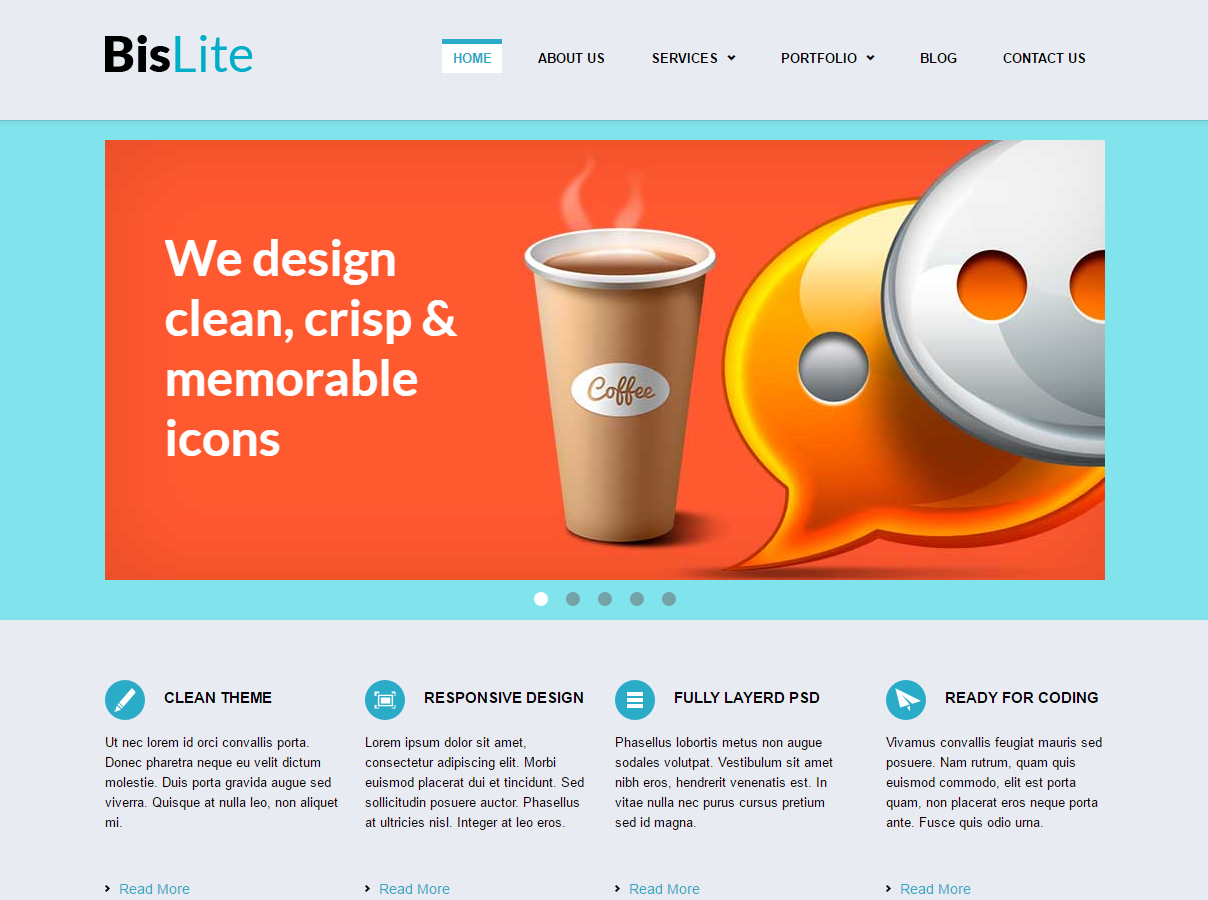 BisLite
HOME ABOUT US SERVICES PORTFOLIO BLOG CONTACT US
We design
clean, crisp &
memorable
icons
Coffee
CLEAN THEME
Ut nec lorem id orci convallis porta.
Donec pharetra neque eu velit dictum
molestie. Duis porta gravida augue sed
viverra. Quisque at nulla leo, non aliquet
mi.
Read More
RESPONSIVE DESIGN
Lorem ipsum dolor sit amet,
consectetur adipiscing elit. Morbi
euismod placerat dui et tincidunt. Sed
sollicitudin posuere auctor. Phasellus
at ultricies nisl. Integer at leo eros.
Read More
FULLY LAYERD PSD
Phasellus lobortis metus non augue
sodales volutpat. Vestibulum sit amet
nibh eros, hendrerit venenatis est. In
vitae nulla nec purus cursus pretium
sed id magna.
Read More
READY FOR CODING
Vivamus convallis feugiat mauris sed
posuere. Nam rutrum, quam quis
euismod commodo, elit est porta
quam, non placerat eros neque porta
ante. Fusce quis odio urna.
Read More